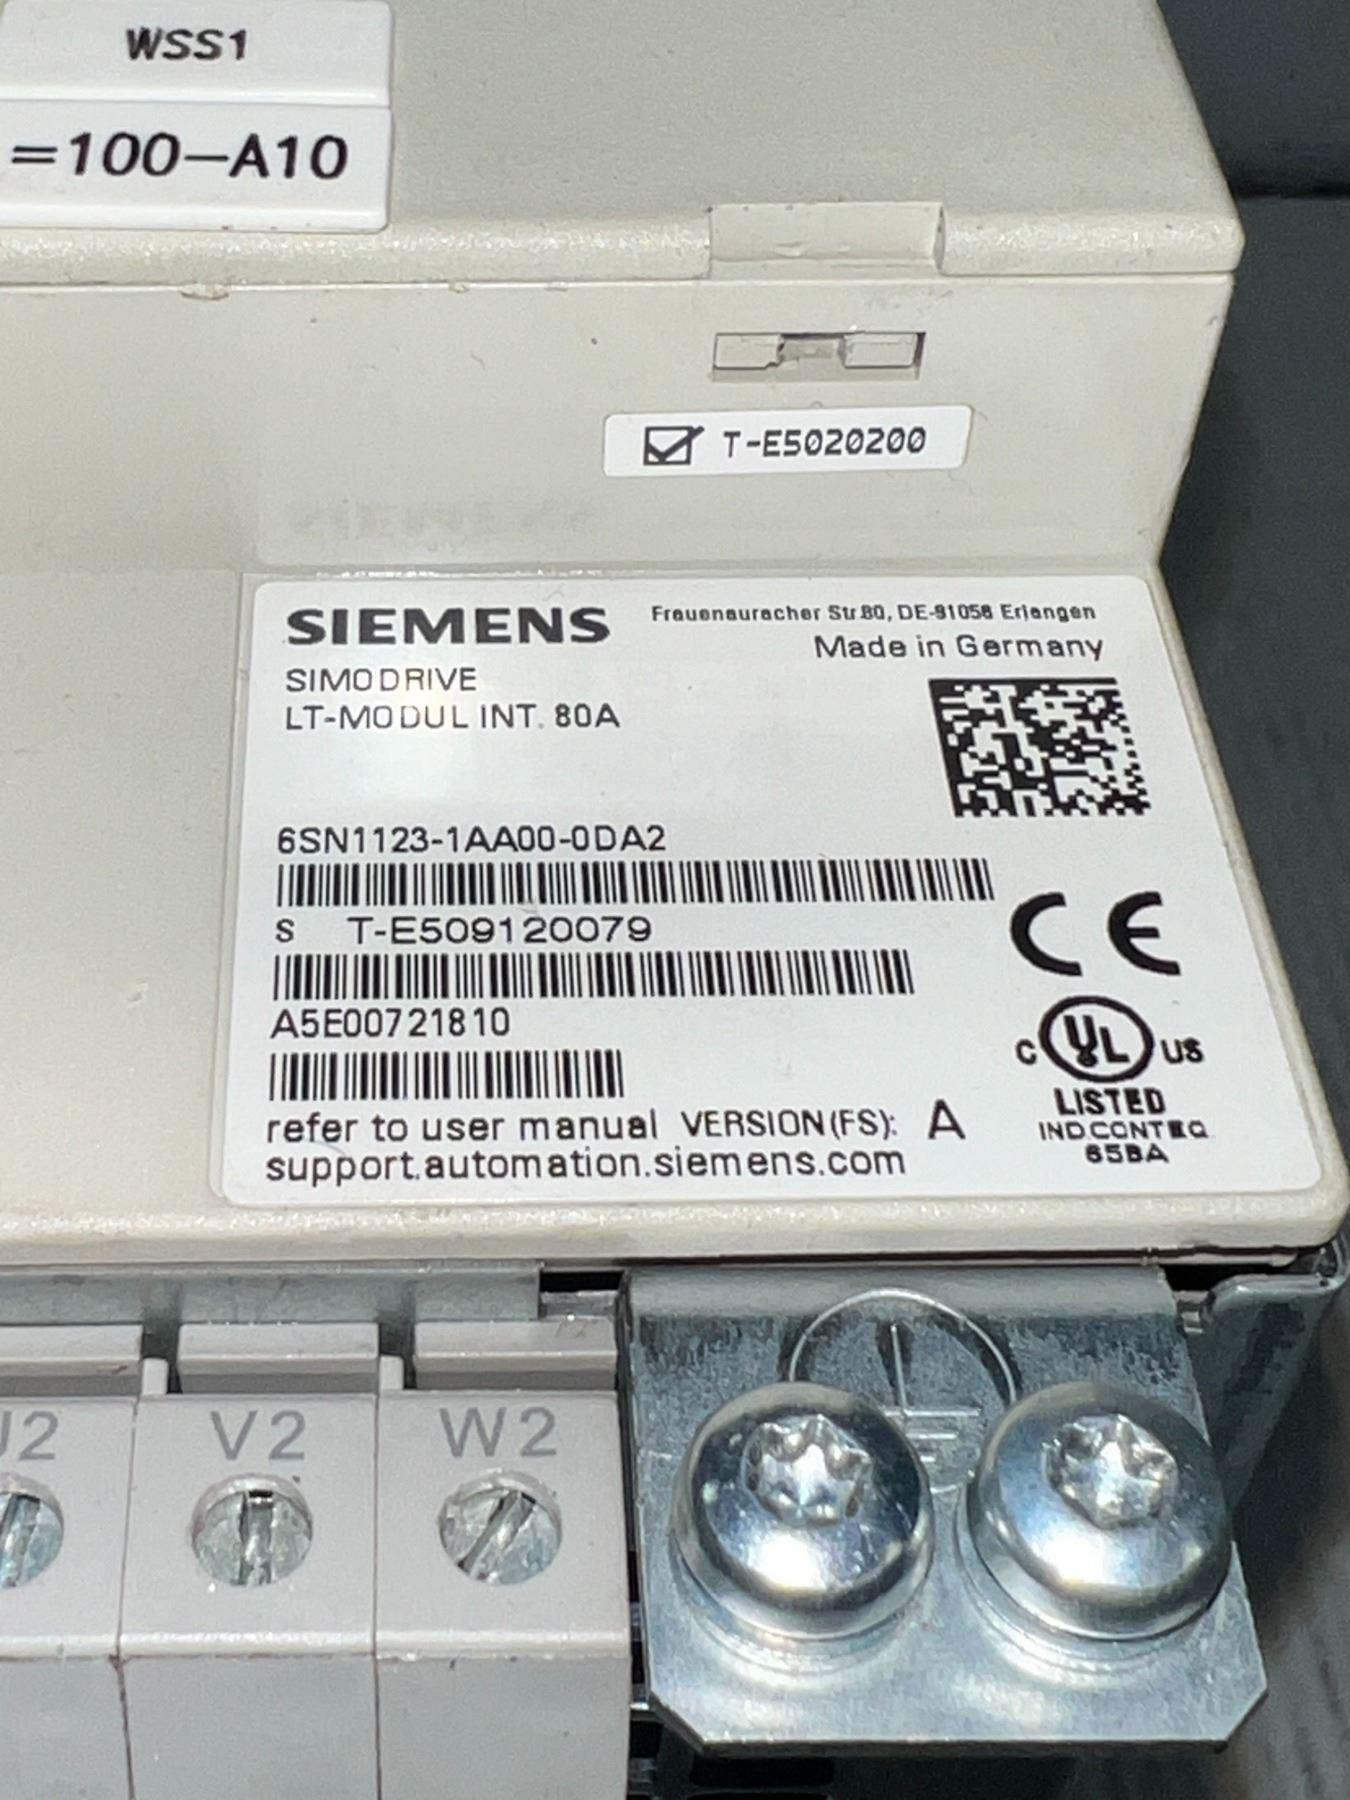 WSS1
=100-A10
T-E5020200
SIEMENS
SIEMENS
Frauenauracher Str.80, DE-91056 Erlangen
Made in Germany
SIMODRIVE
LT-MODUL INT. 80A
6SN1123-1AA00-0DA2
S T-E509120079
A5E00721810
CE
C UL US
LISTED
IND.CONT.EQ
65BA
refer to user manual VERSION(FS): A
support.automation.siemens.com
U2
V2
W2